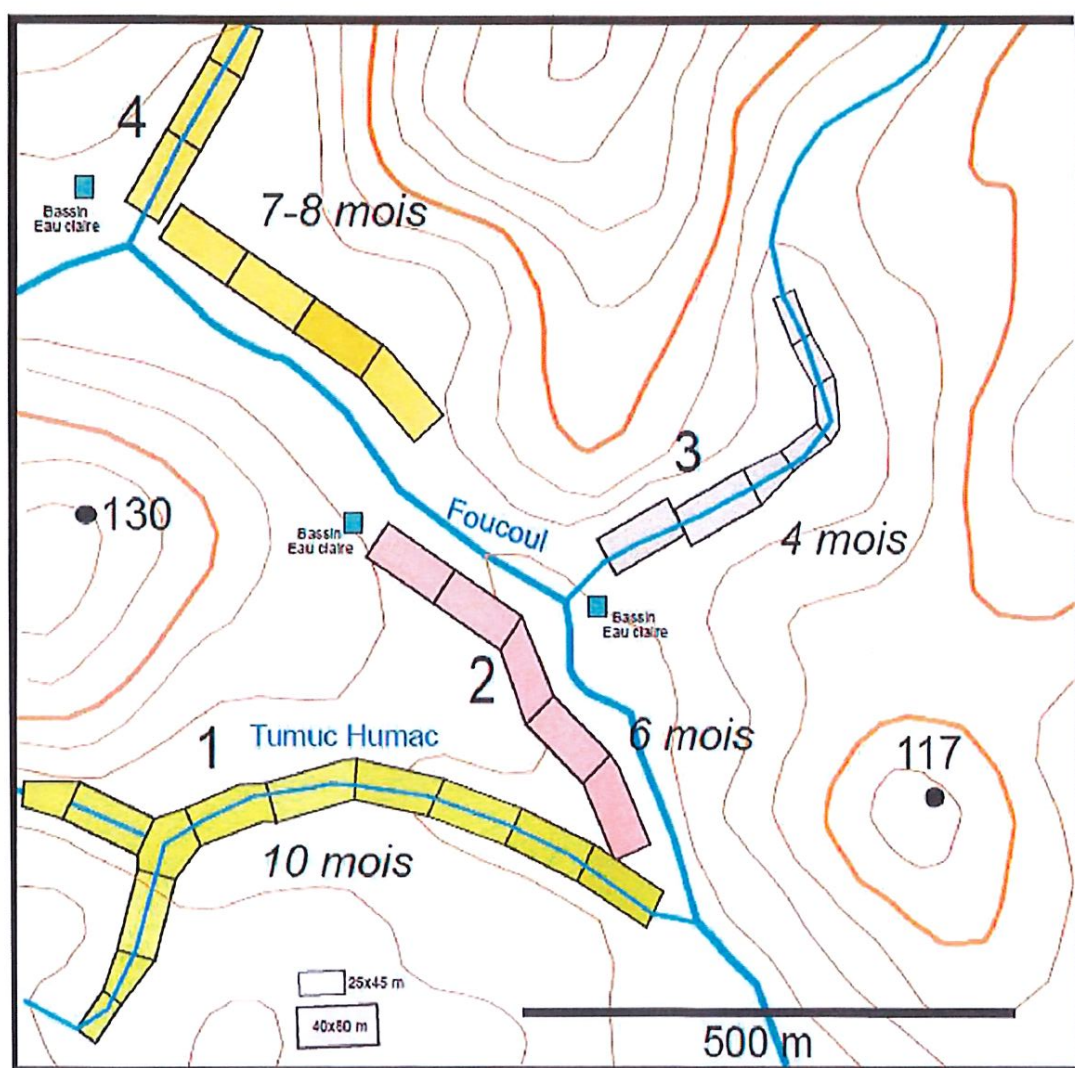 4
7-8 mois
Bassin
Eau claire
130
3
Foucoul
4 mois
Bassin
Eau claire
Bassin
Eau claire
2
6 mois
1
Tumuc Humac
117
10 mois
25x45 m
40x80 m
500 m